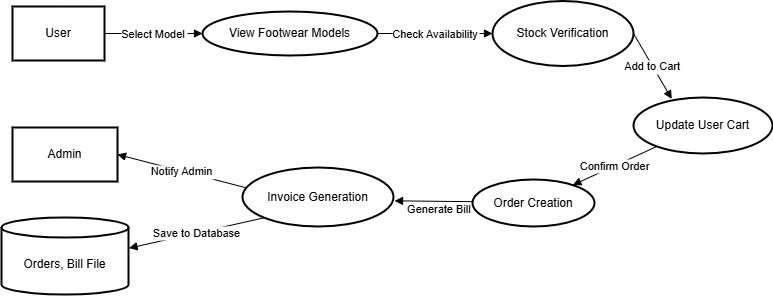 User
Select Model
View Footwear Models
Check Availability
Stock Verification
Add to Cart
Update User Cart
Confirm Order
Order Creation
Generate Bill
Invoice Generation
Notify Admin
Admin
Save to Database
Orders, Bill File